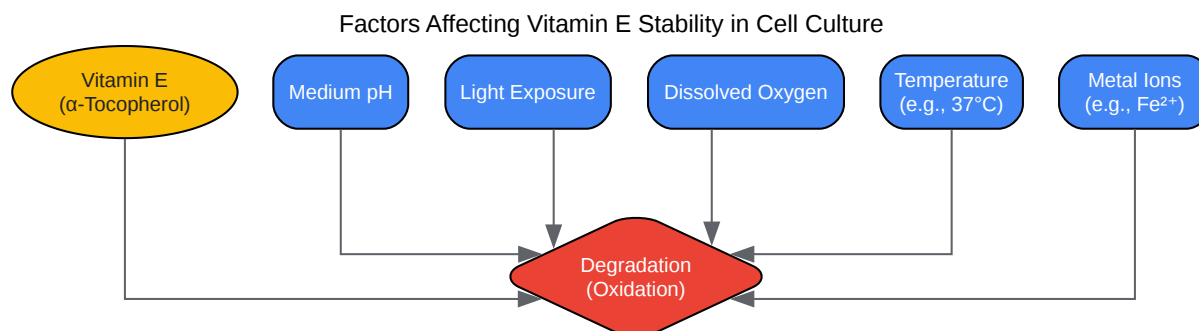 Factors Affecting Vitamin E Stability in Cell Culture
Vitamin E
(α-Tocopherol)
Medium pH
Light Exposure
Dissolved Oxygen
Temperature
(e.g., 37°C)
Metal Ions
(e.g., Fe²⁺)
Degradation
(Oxidation)